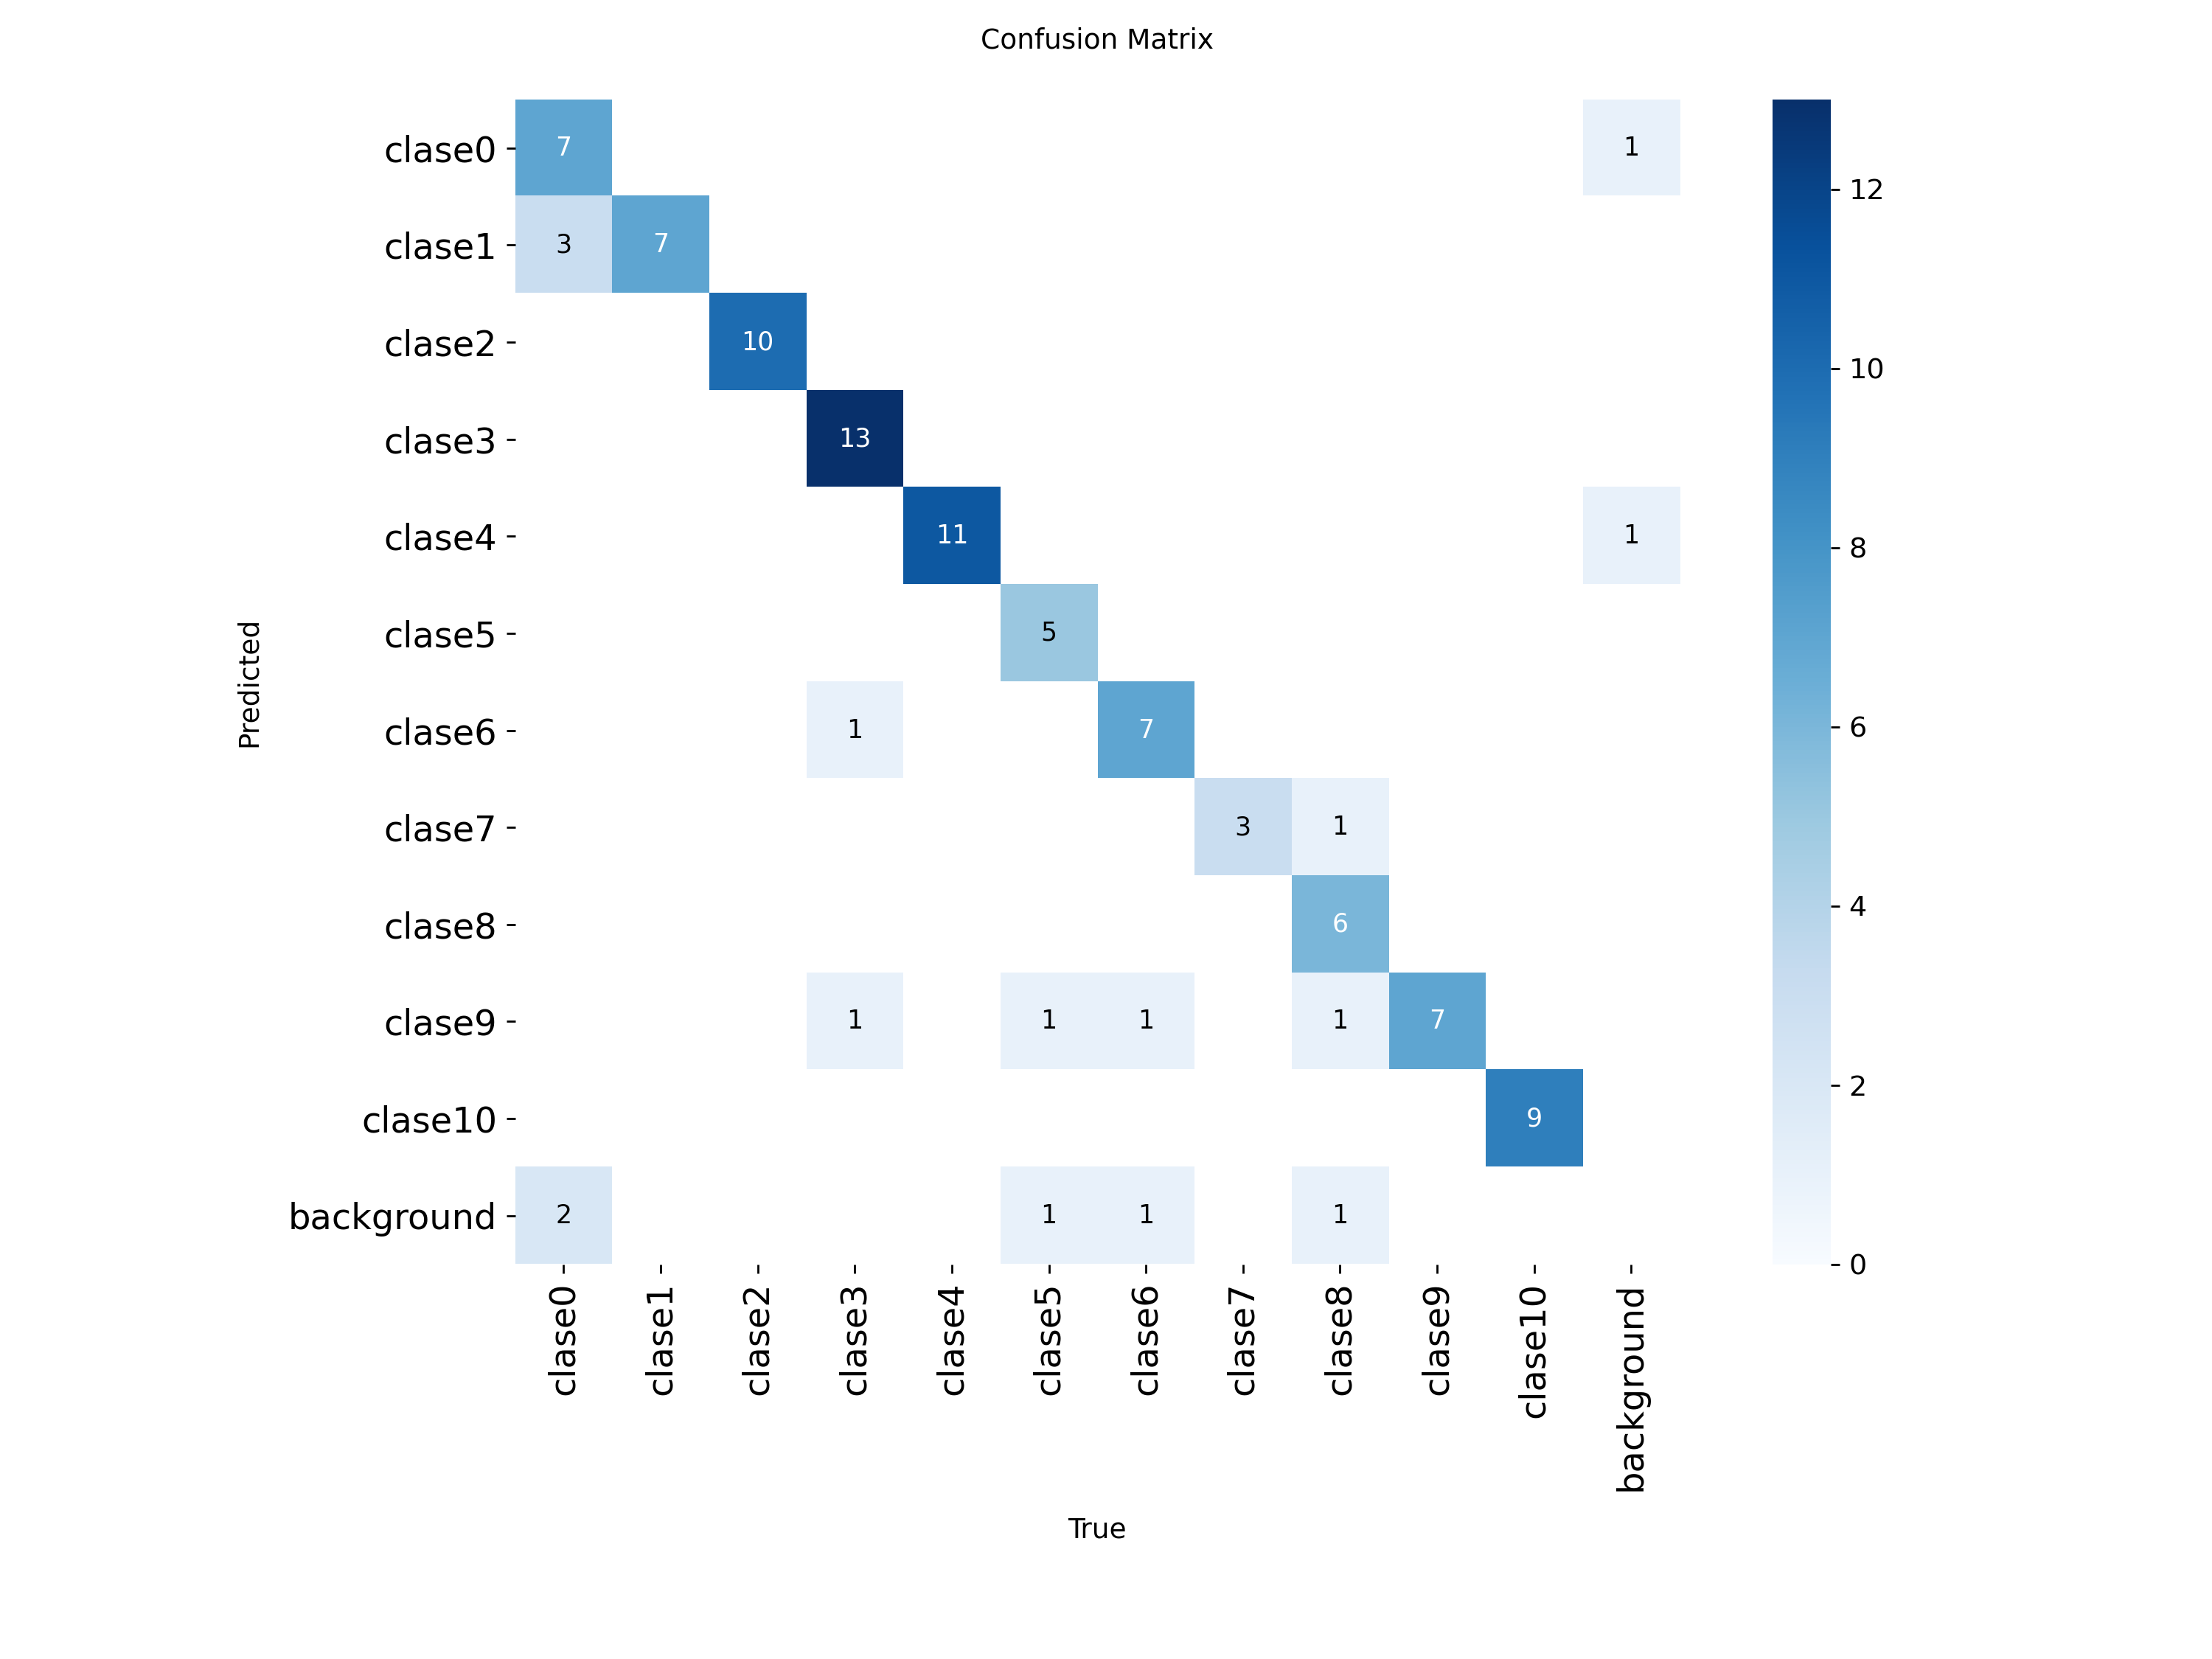 Confusion Matrix
clase0 7 1
clase1 3 7
clase2 10
clase3 13
clase4 11 1
clase5 5
clase6 1 7
clase7 3 1
clase8 6
clase9 1 1 1 1 7
clase10 9
background 2 1 1 1
clase0 clase1 clase2 clase3 clase4 clase5 clase6 clase7 clase8 clase9 clase10 background
True
Predicted
12
10
8
6
4
2
0